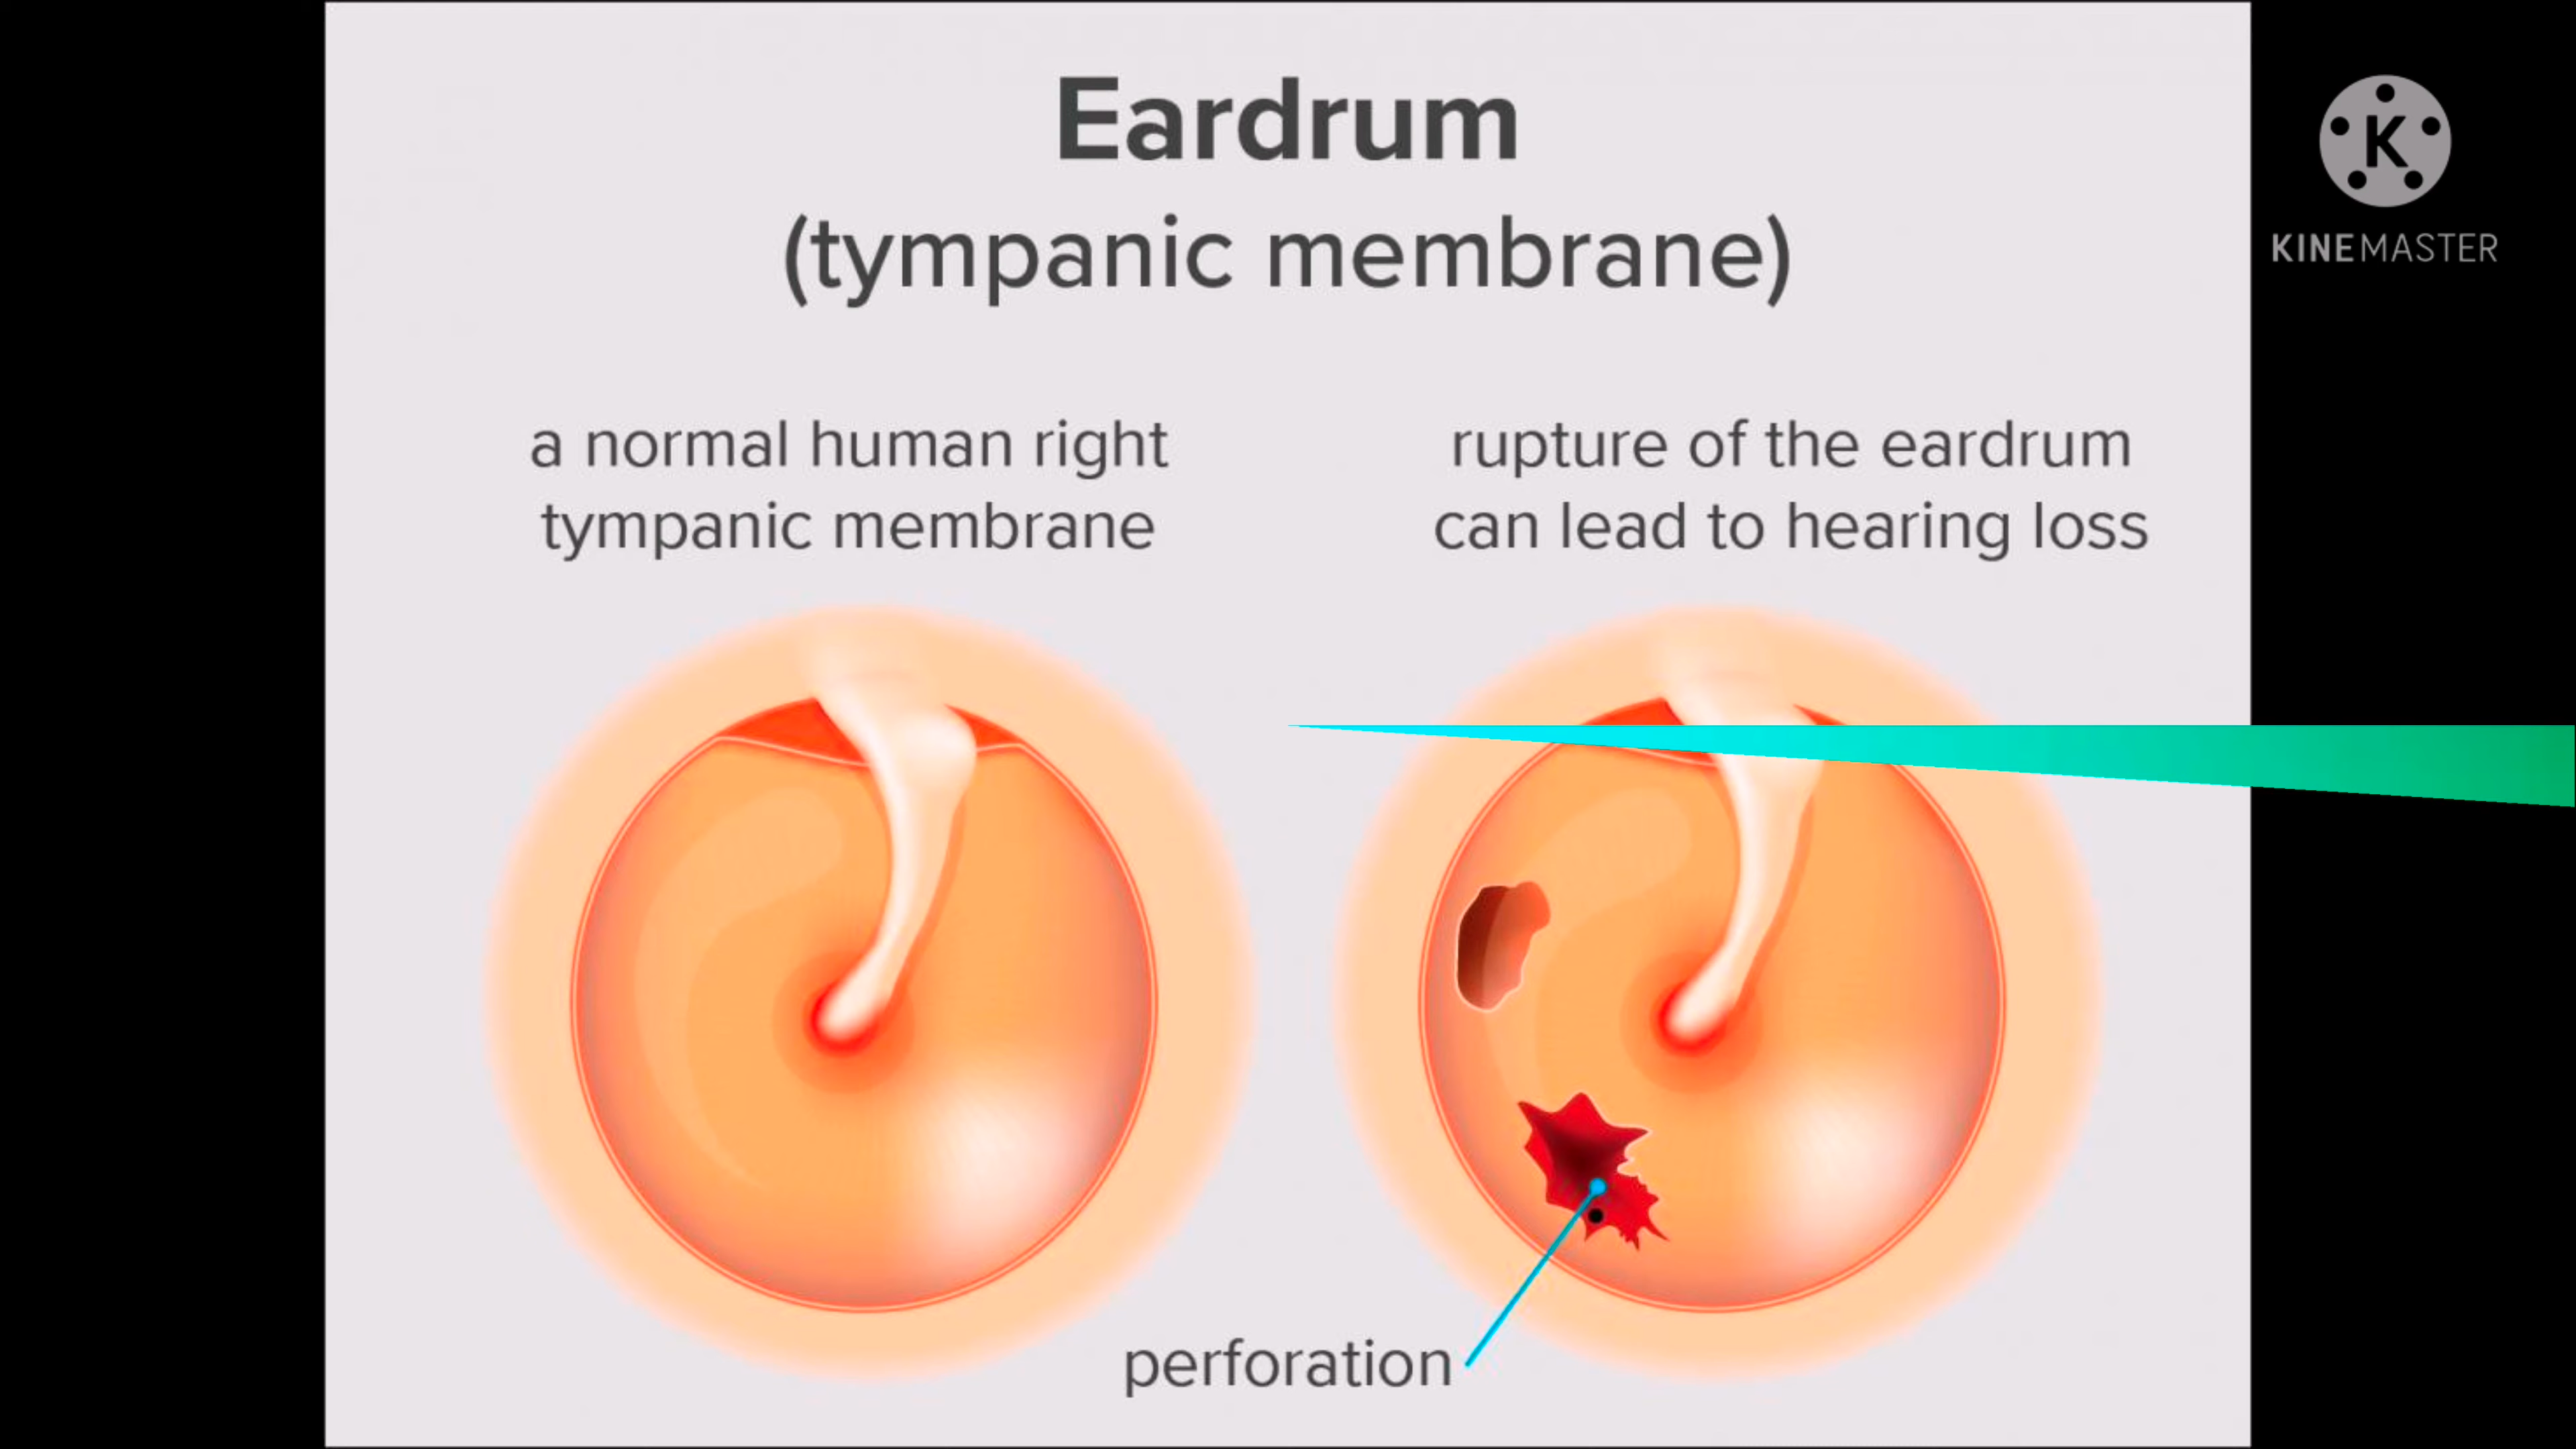 Eardrum
(tympanic membrane)
a normal human right
tympanic membrane
rupture of the eardrum
can lead to hearing loss
perforation
K
KINEMASTER